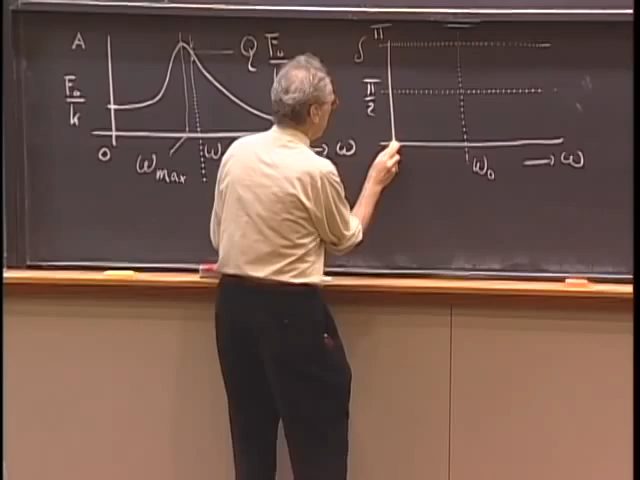 A
Q F₀
F₀/k
0
ω_max
ω
→ ω
δ
π
π/2
ω₀
→ ω